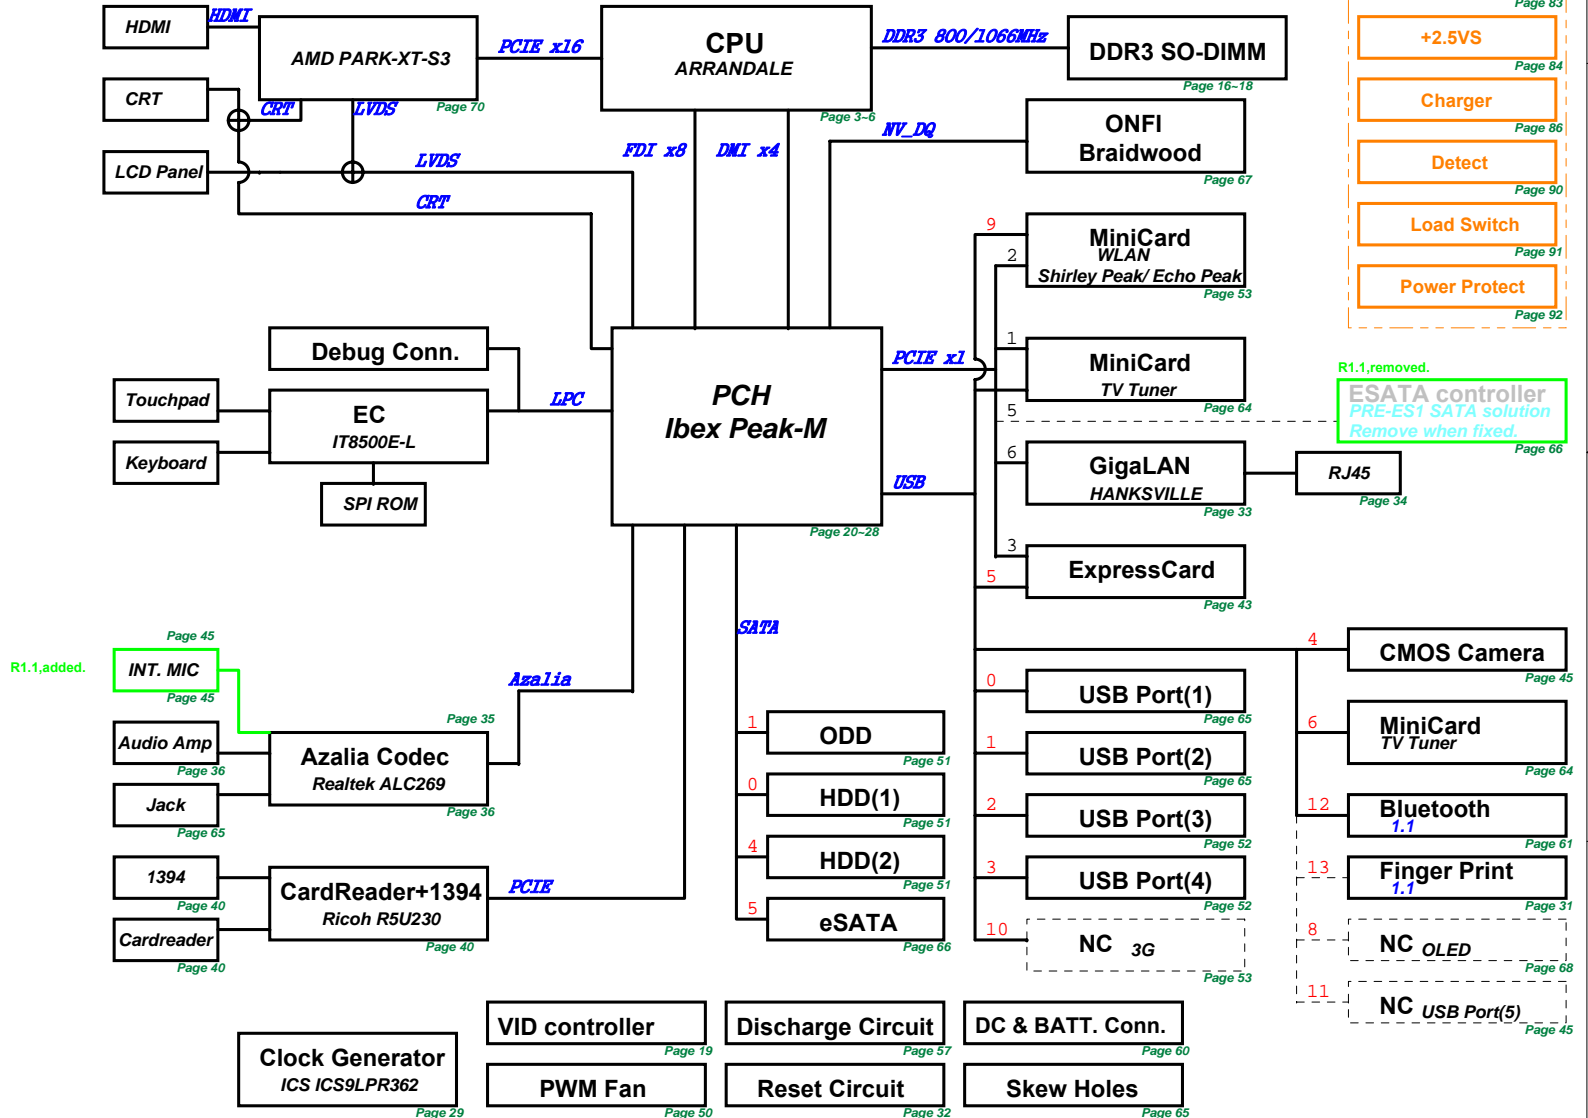 HDMI
HDMI
AMD PARK-XT-S3
Page 70
PCIE x16
CPU
ARRANDALE
Page 3~6
DDR3 800/1066MHz
DDR3 SO-DIMM
Page 16~18
CRT
CRT
LVDS
LCD Panel
LVDS
CRT
FDI x8
DMI x4
NV_DQ
ONFI
Braidwood
Page 67
Page 83
+2.5VS
Page 84
Charger
Page 86
Detect
Page 90
Load Switch
Page 91
Power Protect
Page 92
9
2
MiniCard
WLAN
Shirley Peak/ Echo Peak
Page 53
Debug Conn.
Touchpad
Keyboard
EC
IT8500E-L
SPI ROM
LPC
PCH
Ibex Peak-M
Page 20~28
PCIE x1
USB
1
MiniCard
TV Tuner
Page 64
5
R1.1,removed.
ESATA controller
PRE-ES1 SATA solution
Remove when fixed.
Page 66
6
GigaLAN
HANKSVILLE
Page 33
RJ45
Page 34
3
5
ExpressCard
Page 43
R1.1,added.
Page 45
INT. MIC
Page 45
Audio Amp
Page 36
Jack
Page 65
Page 35
Azalia Codec
Realtek ALC269
Page 36
Azalia
1394
Page 40
Cardreader
Page 40
CardReader+1394
Ricoh R5U230
Page 40
PCIE
SATA
1
ODD
Page 51
0
HDD(1)
Page 51
4
HDD(2)
Page 51
5
eSATA
Page 66
0
USB Port(1)
Page 65
1
USB Port(2)
Page 65
2
USB Port(3)
Page 52
3
USB Port(4)
Page 52
10
NC 3G
Page 53
4
CMOS Camera
Page 45
6
MiniCard
TV Tuner
Page 64
12
Bluetooth
1.1
Page 61
13
Finger Print
1.1
Page 31
8
NC OLED
Page 68
11
NC USB Port(5)
Page 45
Clock Generator
ICS ICS9LPR362
Page 29
VID controller
Page 19
PWM Fan
Page 50
Discharge Circuit
Page 57
Reset Circuit
Page 32
DC & BATT. Conn.
Page 60
Skew Holes
Page 65